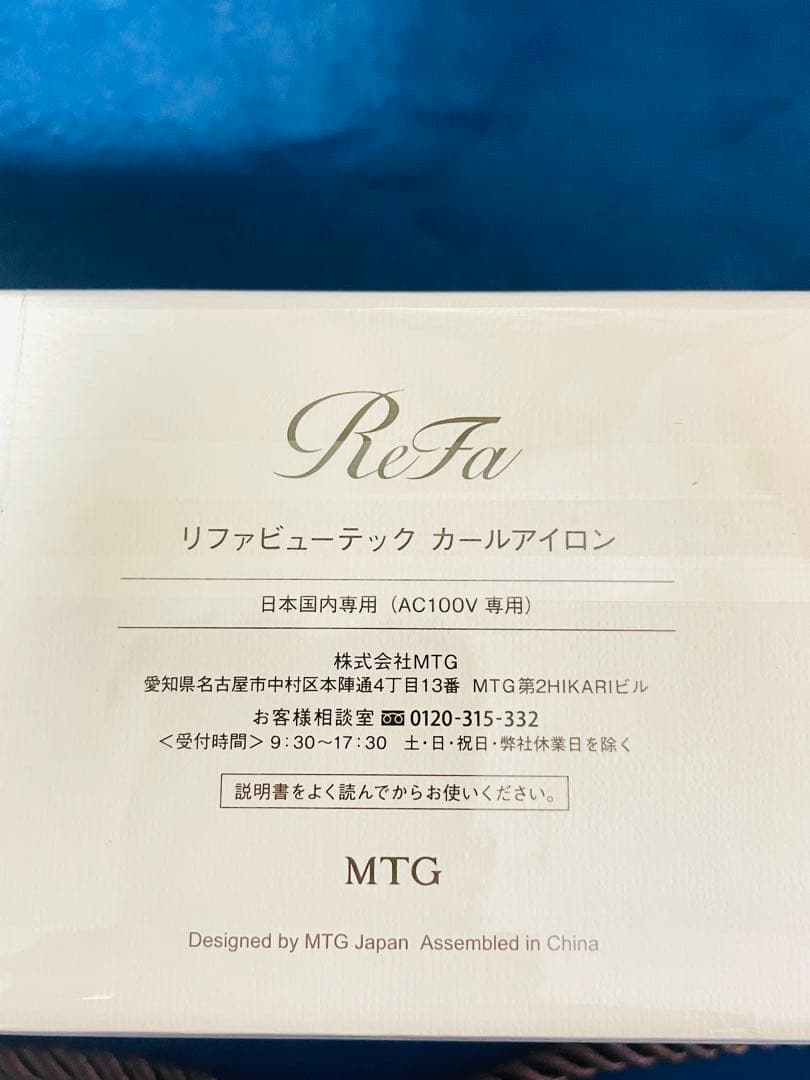 ReFa
リファビューテック カールアイロン
日本国内専用（AC100V 専用）
株式会社MTG
愛知県名古屋市中村区本陣通4丁目13番 MTG第2HIKARIビル
お客様相談室 0120-315-332
＜受付時間＞9：30～17：30 土・日・祝日・弊社休業日を除く
説明書をよく読んでからお使いください。
MTG
Designed by MTG Japan Assembled in China